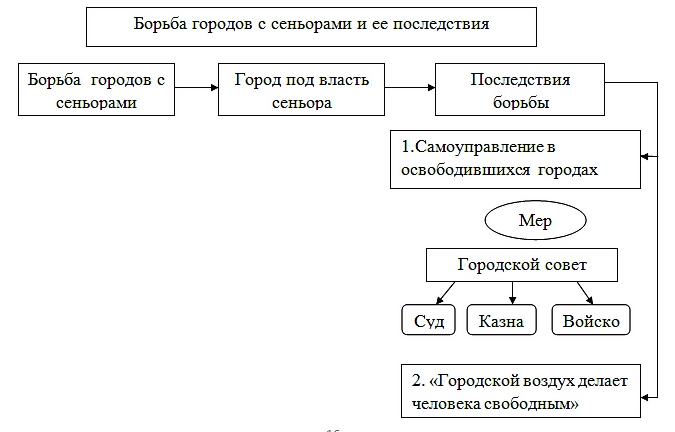 Борьба городов с сеньорами и ее последствия
Борьба городов с
сеньорами
Город под власть
сеньора
Последствия
борьбы
1.Самоуправление в
освободившихся городах
Мер
Городской совет
Суд
Казна
Войско
2. «Городской воздух делает
человека свободным»